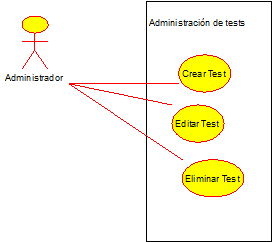 Administración de tests
Crear Test
Administrador
Editar Test
Eliminar Test